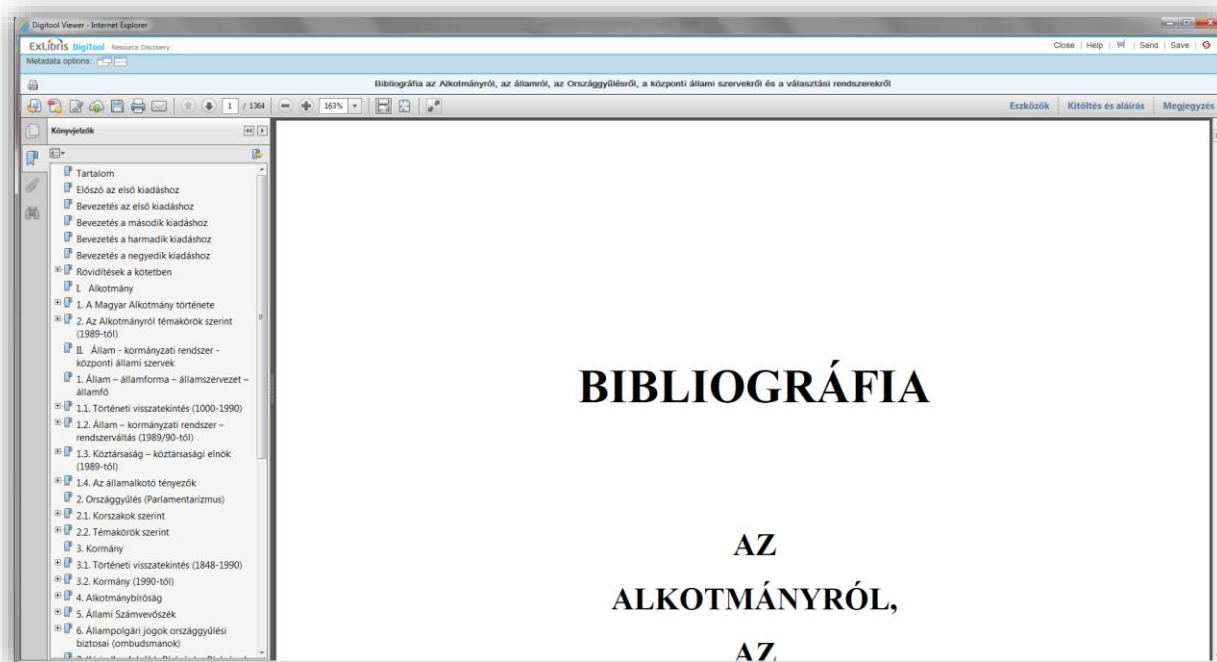 Digitool Viewer - Internet Explorer
ExLibris DigiTool - Resource Discovery
Close | Help | | Send | Save |
Metadata options:
Bibliográfia az Alkotmányról, az államról, az Országgyűlésről, a központi állami szervekről és a választási rendszerekről
1 / 1364
163%
Eszközök
Kitöltés és aláírás
Megjegyzés
Könyvjelzők
Tartalom
Előszó az első kiadáshoz
Bevezetés az első kiadáshoz
Bevezetés a második kiadáshoz
Bevezetés a harmadik kiadáshoz
Bevezetés a negyedik kiadáshoz
Rövidítések a kötetben
I. Alkotmány
1. A Magyar Alkotmány története
2. Az Alkotmányról témakörök szerint
(1989-től)
II. Állam - kormányzati rendszer -
központi állami szervek
1. Állam – államforma – államszervezet –
államfő
1.1. Történeti visszatekintés (1000-1990)
1.2. Állam – kormányzati rendszer –
rendszerváltás (1989/90-től)
1.3. Köztársaság – köztársasági elnök
(1989-től)
1.4. Az államalkotó tényezők
2. Országgyűlés (Parlamentarizmus)
2.1. Korszakok szerint
2.2. Témakörök szerint
3. Kormány
3.1. Történeti visszatekintés (1848-1990)
3.2. Kormány (1990-től)
4. Alkotmánybíróság
5. Állami Számvevőszék
6. Állampolgári jogok országgyűlési
biztosai (ombudsmanok)
BIBLIOGRÁFIA
AZ
ALKOTMÁNYRÓL,
AZ